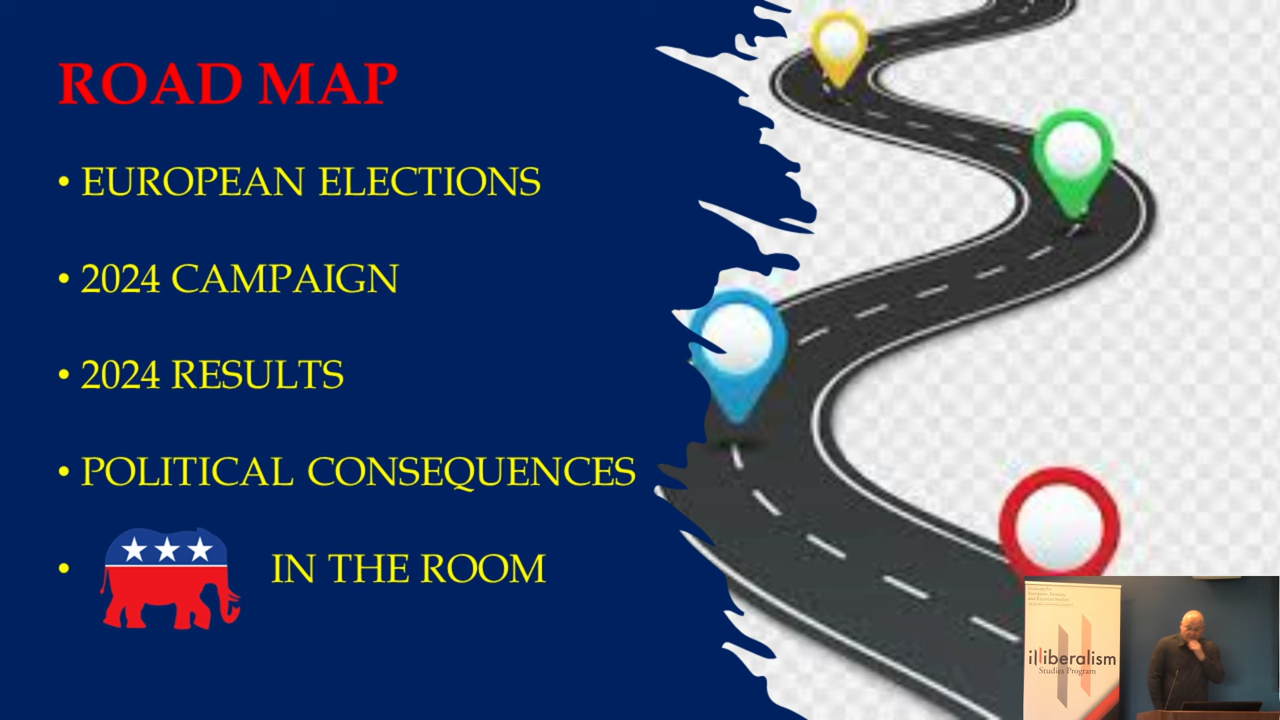 ROAD MAP
• EUROPEAN ELECTIONS
• 2024 CAMPAIGN
• 2024 RESULTS
• POLITICAL CONSEQUENCES
• IN THE ROOM
illiberalism
Studies Program